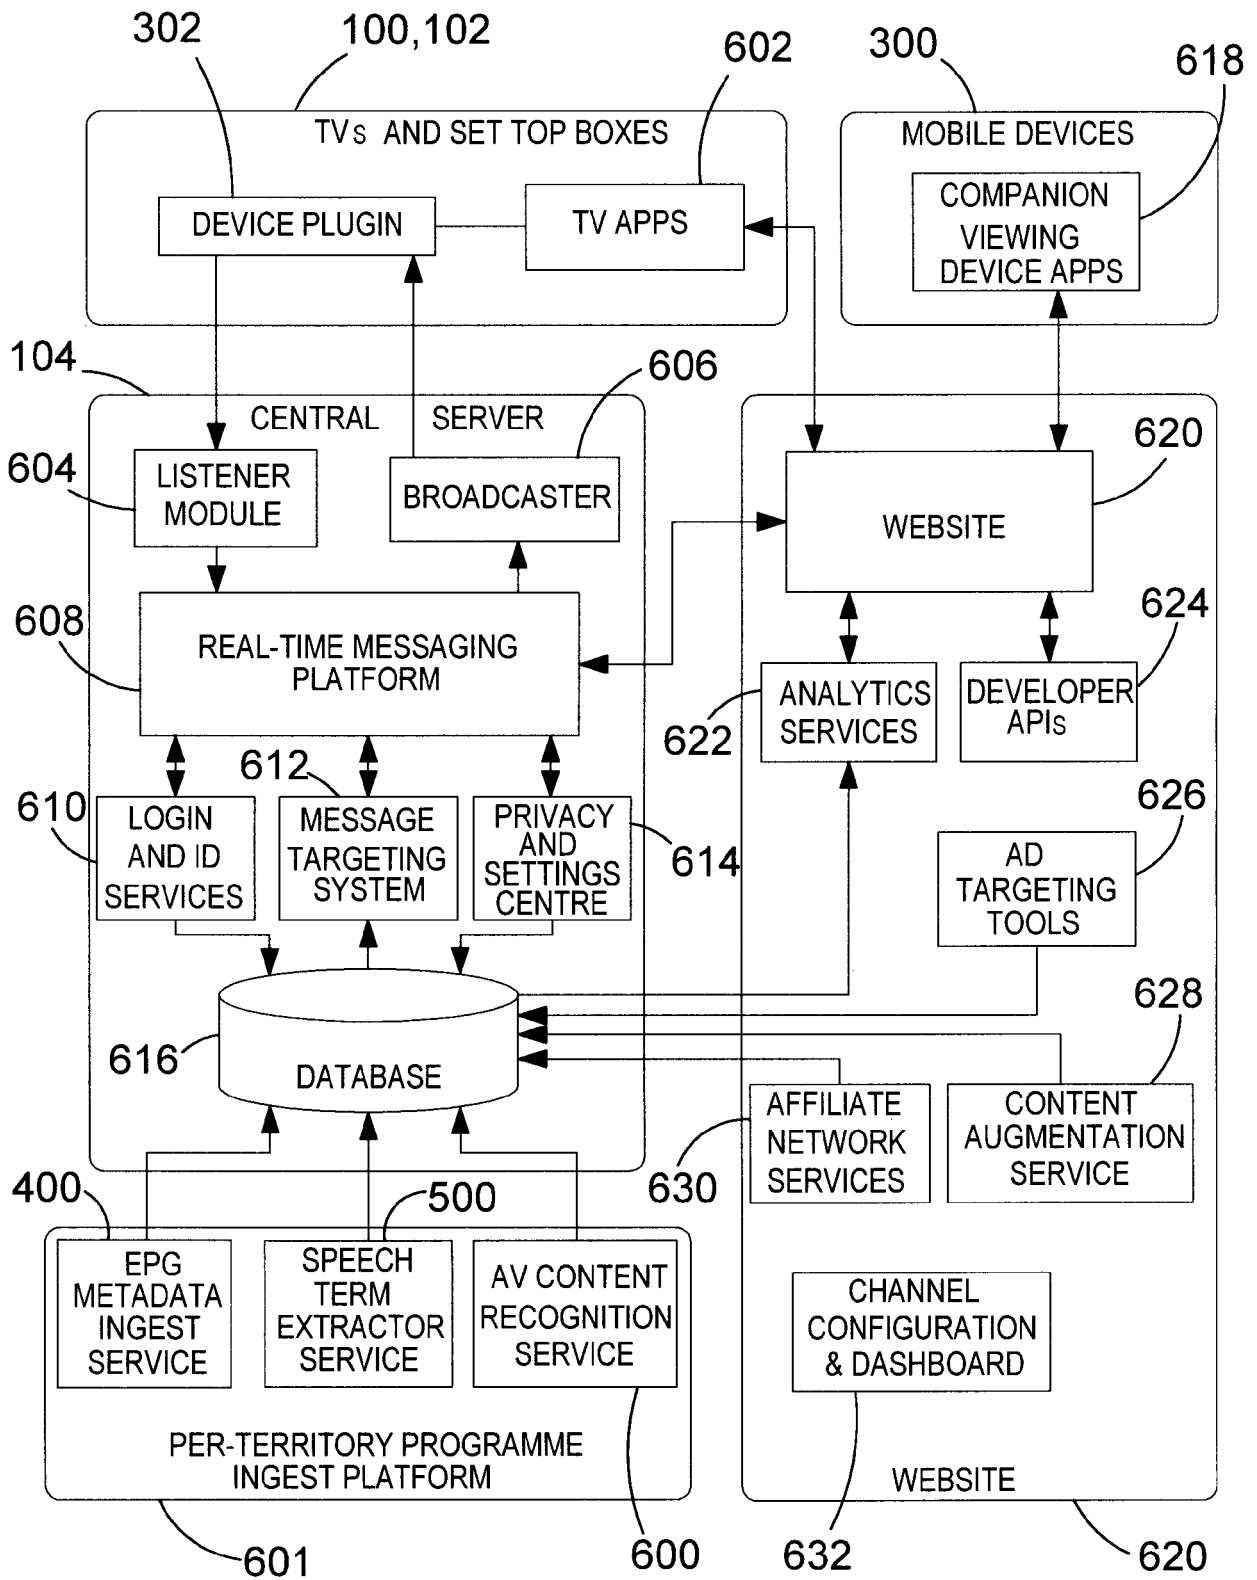 302
100,102
602
300
618
TVs AND SET TOP BOXES
MOBILE DEVICES
DEVICE PLUGIN
TV APPS
COMPANION
VIEWING
DEVICE APPS
104
606
CENTRAL SERVER
604
LISTENER
MODULE
BROADCASTER
620
WEBSITE
608
REAL-TIME MESSAGING
PLATFORM
624
622
ANALYTICS
SERVICES
DEVELOPER
APIs
612
610
LOGIN
AND ID
SERVICES
MESSAGE
TARGETING
SYSTEM
PRIVACY
AND
SETTINGS
CENTRE
614
626
AD
TARGETING
TOOLS
616
DATABASE
628
AFFILIATE
NETWORK
SERVICES
630
CONTENT
AUGMENTATION
SERVICE
400
500
EPG
METADATA
INGEST
SERVICE
SPEECH
TERM
EXTRACTOR
SERVICE
AV CONTENT
RECOGNITION
SERVICE
CHANNEL
CONFIGURATION
& DASHBOARD
PER-TERRITORY PROGRAMME
INGEST PLATFORM
WEBSITE
601
600
632
620